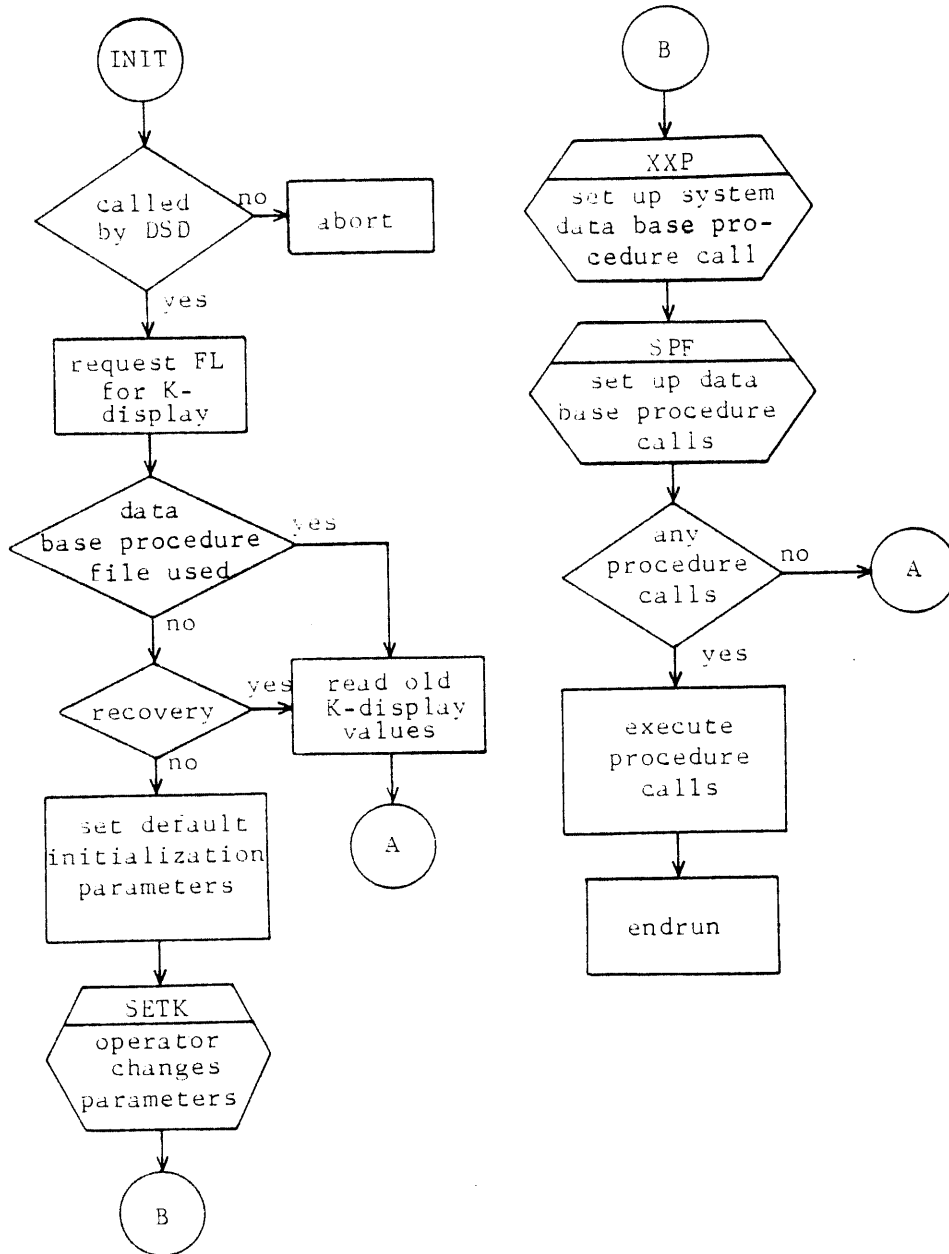 INIT
called
by DSD
no
abort
yes
request FL
for K-
display
data
base procedure
file used
yes
no
recovery
yes
read old
K-display
values
no
A
set default
initialization
parameters
SETK
operator
changes
parameters
B
B
XXP
set up system
data base pro-
cedure call
SPF
set up data
base procedure
calls
any
procedure
calls
no
A
yes
execute
procedure
calls
endrun